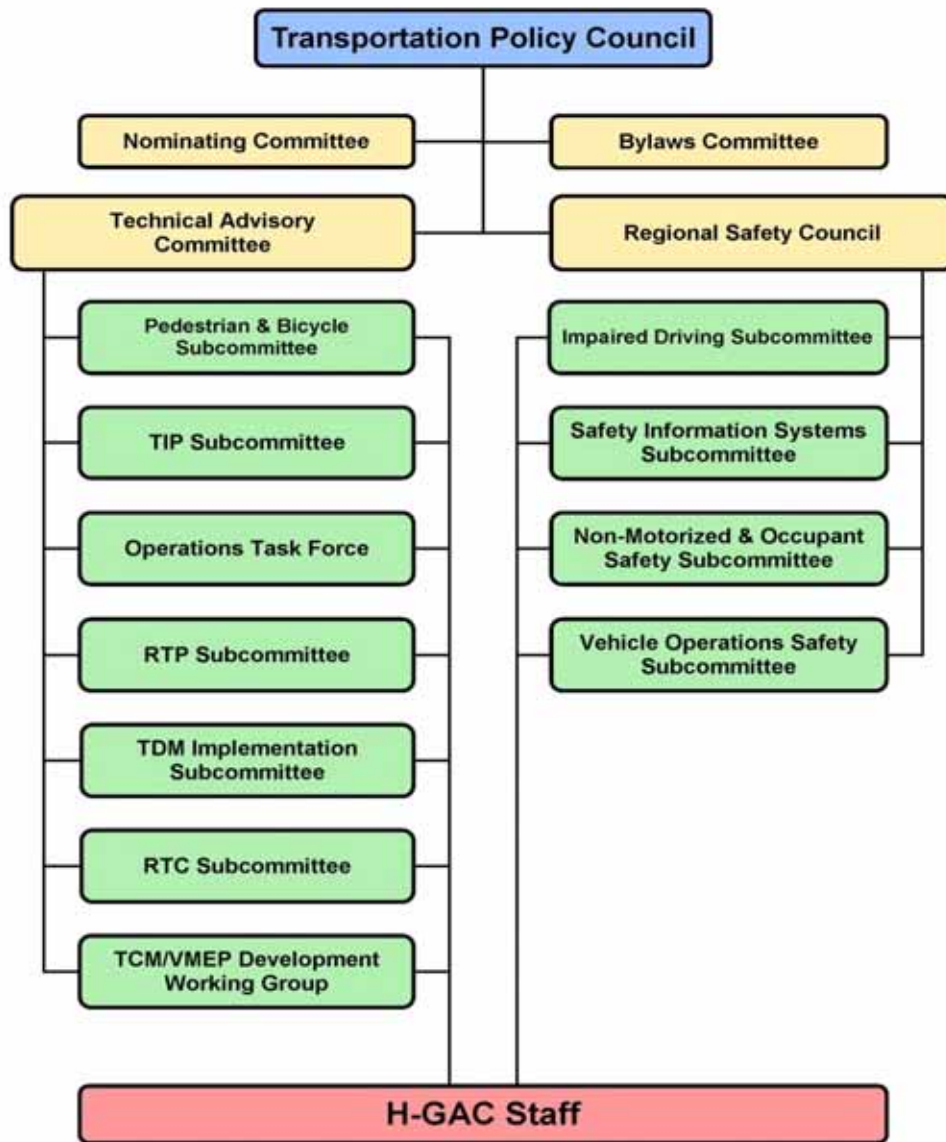 Transportation Policy Council
Nominating Committee
Bylaws Committee
Technical Advisory
Committee
Regional Safety Council
Pedestrian & Bicycle
Subcommittee
TIP Subcommittee
Operations Task Force
RTP Subcommittee
TDM Implementation
Subcommittee
RTC Subcommittee
TCM/VMEP Development
Working Group
Impaired Driving Subcommittee
Safety Information Systems
Subcommittee
Non-Motorized & Occupant
Safety Subcommittee
Vehicle Operations Safety
Subcommittee
H-GAC Staff